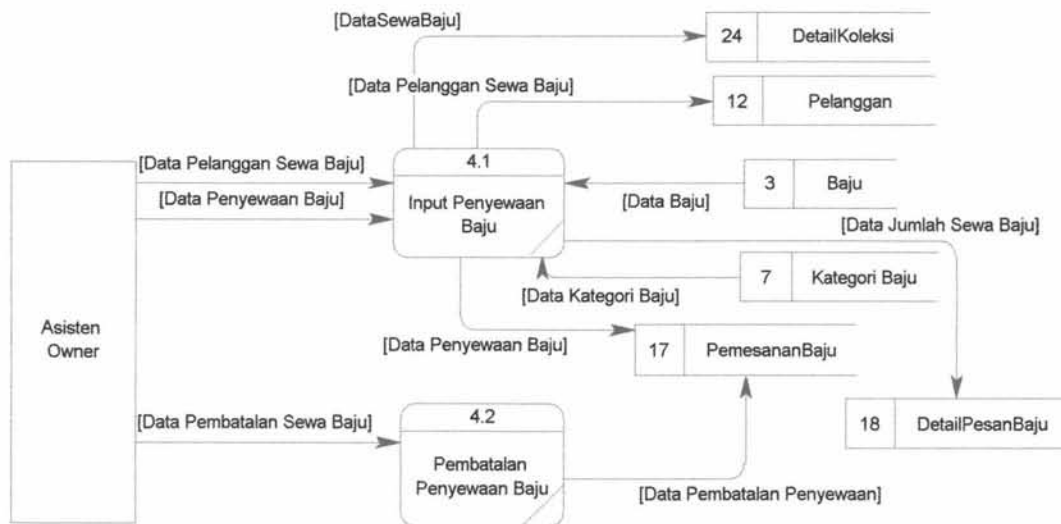 [DataSewaBaju]
24
DetailKoleksi
[Data Pelanggan Sewa Baju]
12
Pelanggan
[Data Pelanggan Sewa Baju]
4.1
[Data Penyewaan Baju]
Input Penyewaan
Baju
[Data Baju]
3
Baju
[Data Jumlah Sewa Baju]
[Data Kategori Baju]
7
Kategori Baju
Asisten
Owner
[Data Penyewaan Baju]
17
PemesananBaju
[Data Pembatalan Sewa Baju]
4.2
18
DetailPesanBaju
Pembatalan
Penyewaan Baju
[Data Pembatalan Penyewaan]